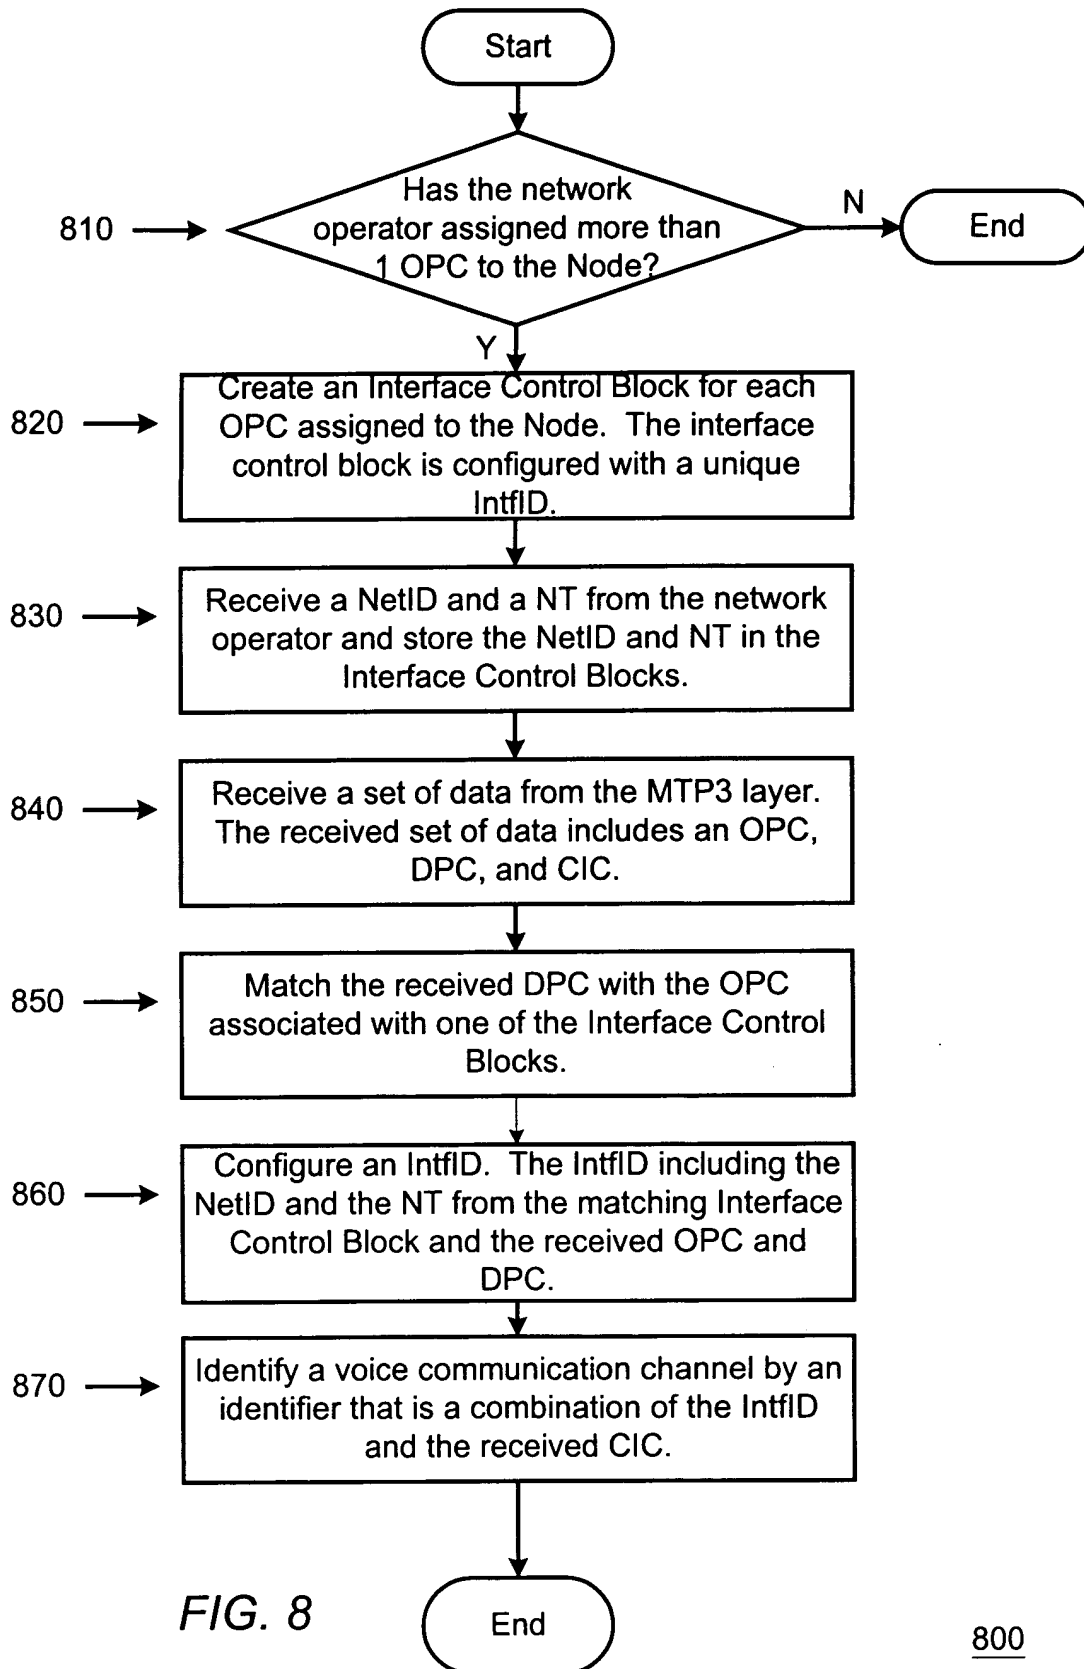 Start
Has the network
operator assigned more than
1 OPC to the Node?
810
N
End
Y
Create an Interface Control Block for each
OPC assigned to the Node. The interface
control block is configured with a unique
IntfID.
820
Receive a NetID and a NT from the network
operator and store the NetID and NT in the
Interface Control Blocks.
830
Receive a set of data from the MTP3 layer.
The received set of data includes an OPC,
DPC, and CIC.
840
Match the received DPC with the OPC
associated with one of the Interface Control
Blocks.
850
Configure an IntfID. The IntfID including the
NetID and the NT from the matching Interface
Control Block and the received OPC and
DPC.
860
Identify a voice communication channel by an
identifier that is a combination of the IntfID
and the received CIC.
870
End
FIG. 8
800